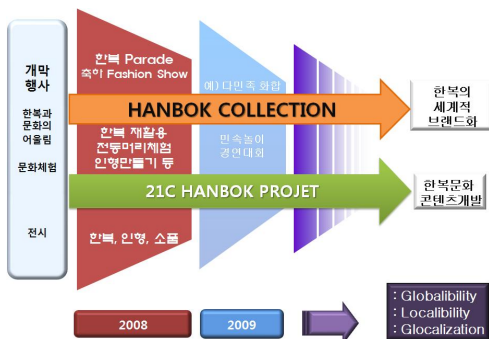 개막
행사
한복과
문화의
어울림
문화체험
전시
한복 Parade
축하 Fashion Show
HANBOK COLLECTION
한복 재활용
전통머리체험
인형만들기 등
21C HANBOK PROJET
한복, 인형, 소품
예) 다민족 화합
민속놀이
경연대회
한복의
세계적
브랜드화
한복문화
콘텐츠개발
2008
2009
: Globalibility
: Localibility
: Glocalization